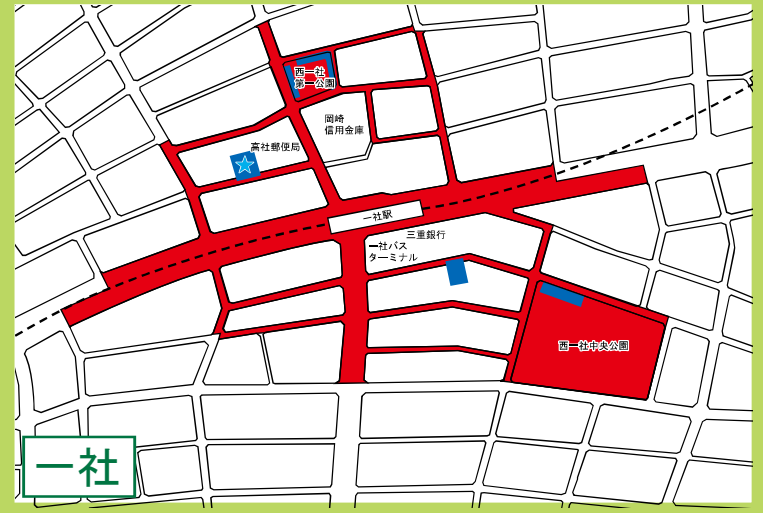 西一社
第一公園
岡崎
信用金庫
高社郵便局
一社駅
三重銀行
一社バス
ターミナル
西一社中央公園
一社